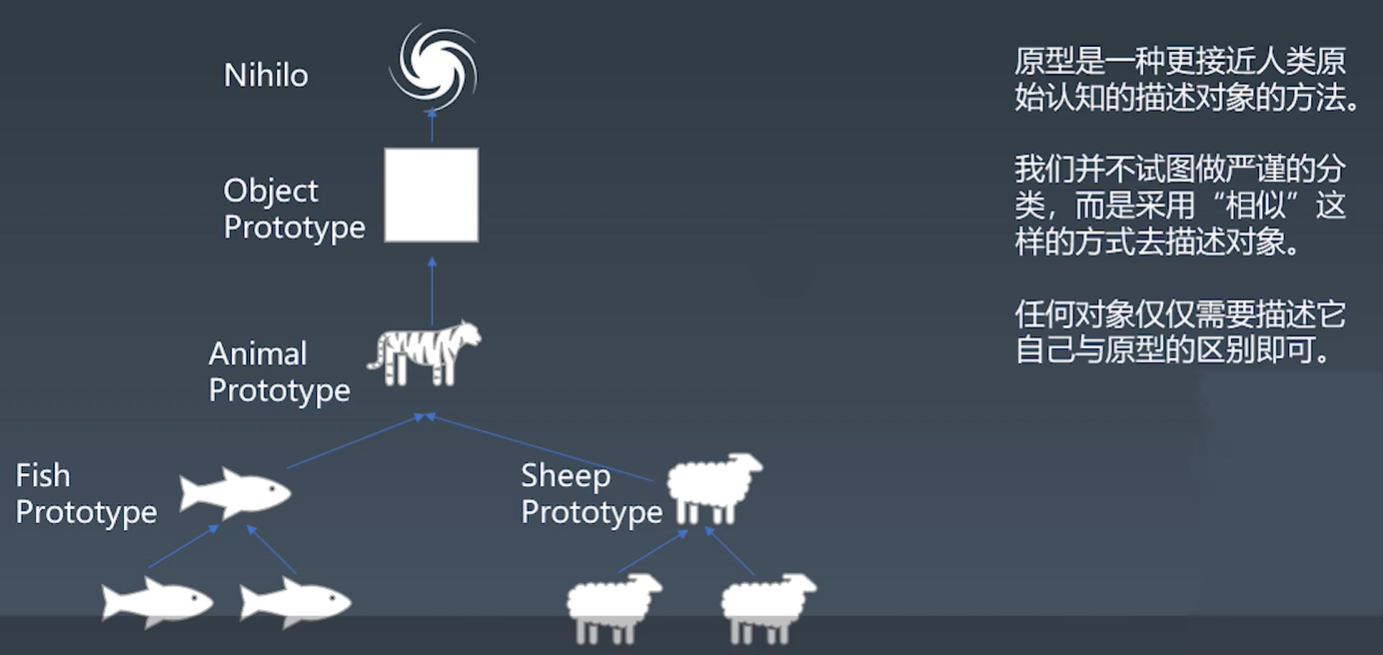 Nihilo
Object
Prototype
Animal
Prototype
Fish
Prototype
Sheep
Prototype
原型是一种更接近人类原
始认知的描述对象的方法。
我们并不试图做严谨的分
类，而是采用“相似”这
样的方式去描述对象。
任何对象仅仅需要描述它
自己与原型的区别即可。